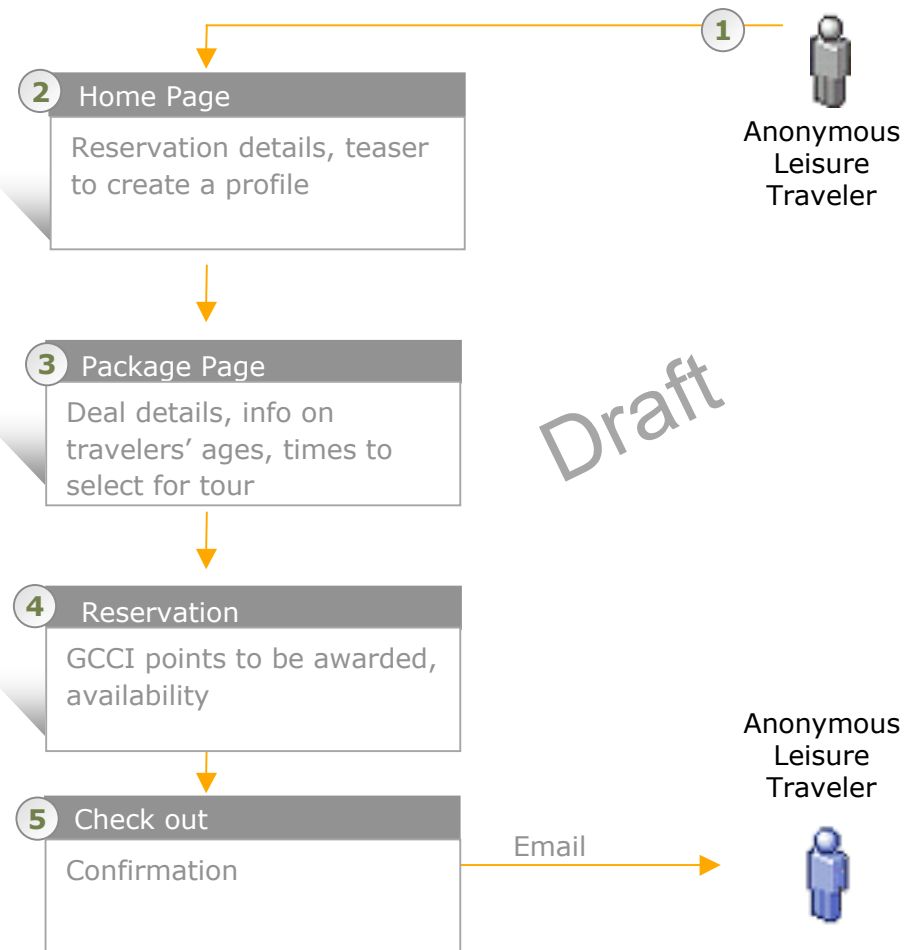 1
Anonymous
Leisure
Traveler
2
Home Page
Reservation details, teaser
to create a profile
3
Package Page
Deal details, info on
travelers’ ages, times to
select for tour
Draft
4
Reservation
GCCI points to be awarded,
availability
5
Check out
Confirmation
Email
Anonymous
Leisure
Traveler